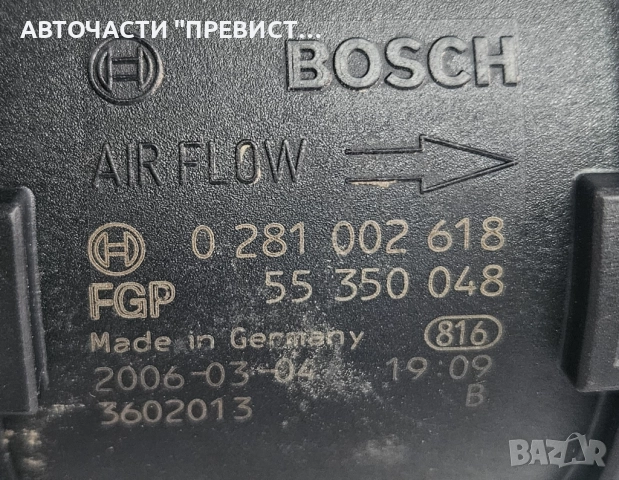 АВТОЧАСТИ "ПРЕВИСТ...
BOSCH
AIR FLOW
0 281 002 618
FGP 55 350 048
Made in Germany 816
2006-03-04 19:09
3602013 B
BAZAR